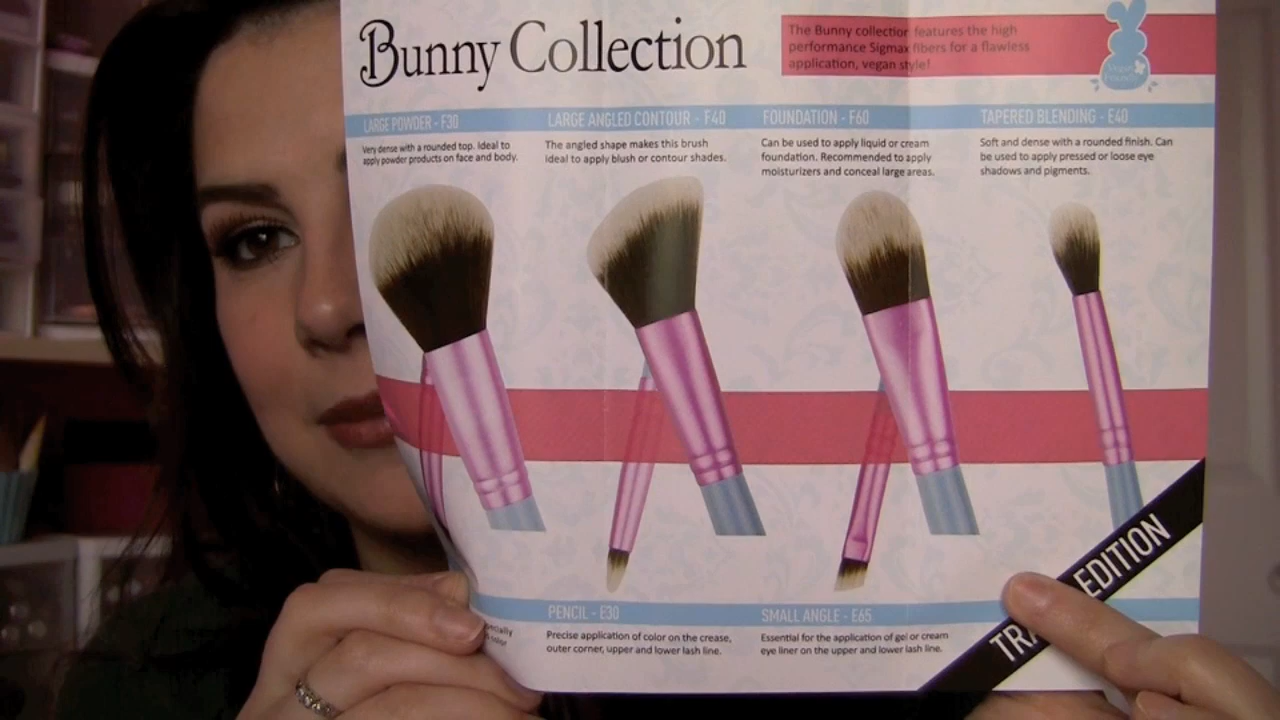 Bunny Collection
The Bunny collection features the high
performance Sigmax fibers for a flawless
application, vegan style!
LARGE POWDER - F30
Very dense with a rounded top. Ideal to
apply powder products on face and body.
LARGE ANGLED CONTOUR - F40
The angled shape makes this brush
ideal to apply blush or contour shades.
FOUNDATION - F60
Can be used to apply liquid or cream
foundation. Recommended to apply
moisturizers and conceal large areas.
TAPERED BLENDING - E40
Soft and dense with a rounded finish. Can
be used to apply pressed or loose eye
shadows and pigments.
PENCIL - E30
Precise application of color on the crease,
outer corner, upper and lower lash line.
SMALL ANGLE - E65
Essential for the application of gel or cream
eye liner on the upper and lower lash line.
EDITION